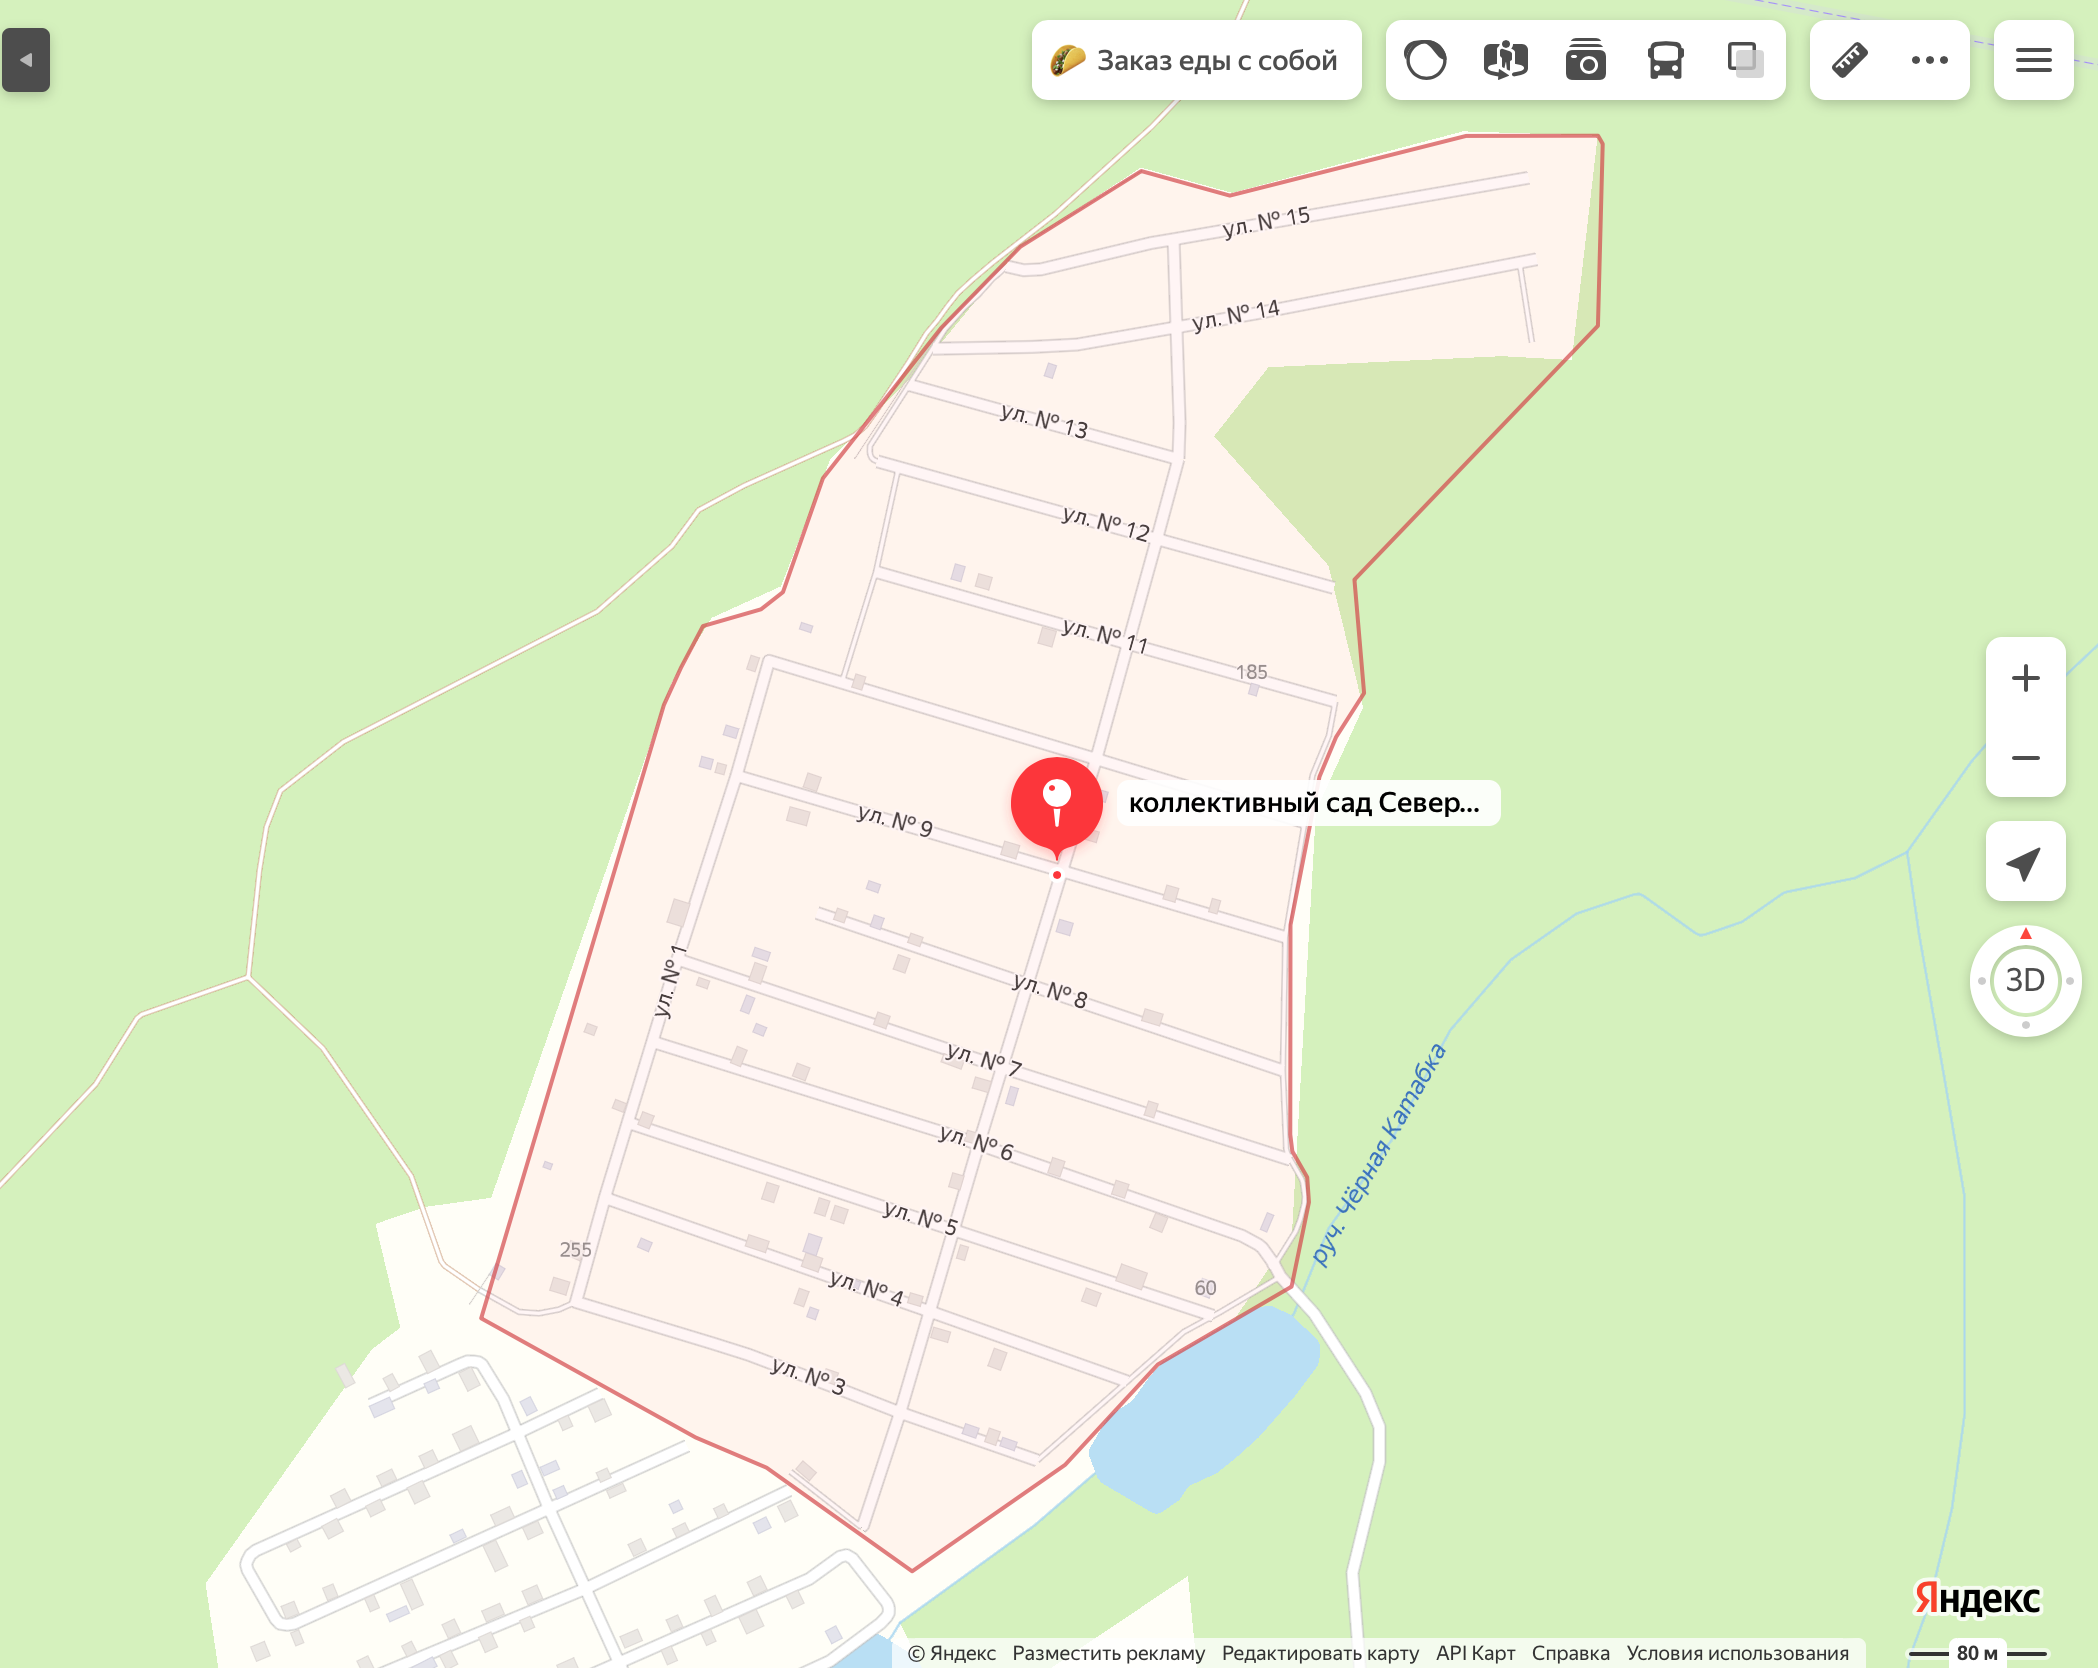 Заказ еды с собой
ул. № 15
ул. № 14
ул. № 13
ул. № 12
ул. № 11
185
коллективный сад Север...
ул. № 9
ул. № 1
ул. № 8
3D
ул. № 7
руч. Чёрная Катабка
ул. № 6
ул. № 5
255
60
ул. № 4
ул. № 3
Яндекс
© Яндекс Разместить рекламу Редактировать карту API Карт Справка Условия использования 80 м